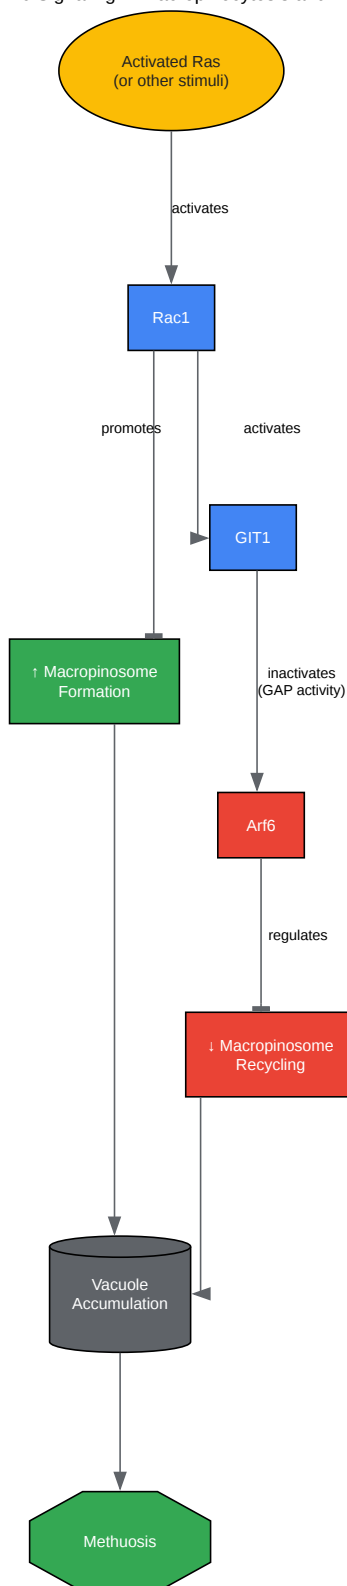 Activated Ras
(or other stimuli)
activates
Rac1
promotes
activates
GIT1
↑ Macropinosome
Formation
inactivates
(GAP activity)
Arf6
regulates
↓ Macropinosome
Recycling
Vacuole
Accumulation
Methuosis